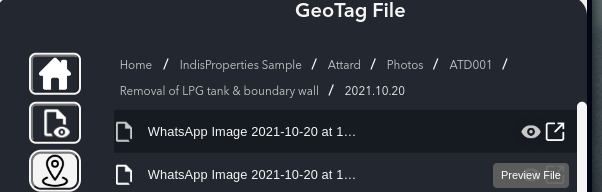 GeoTag File
Home / IndisProperties Sample / Attard / Photos / ATD001 /
Removal of LPG tank & boundary wall / 2021.10.20
WhatsApp Image 2021-10-20 at 1...
WhatsApp Image 2021-10-20 at 1...
Preview File